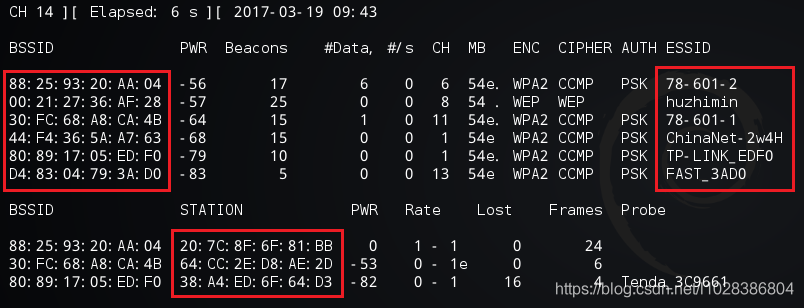 CH 14 ][ Elapsed: 6 s ][ 2017-03-19 09:43
BSSID PWR Beacons #Data, #/s CH MB ENC CIPHER AUTH ESSID
88:25:93:20:AA:04 -56 17 6 0 6 54e. WPA2 CCMP PSK 78-601-2
00:21:27:36:AF:28 -57 25 0 0 8 54 . WEP WEP huzhimin
30:FC:68:A8:CA:4B -64 15 1 0 11 54e. WPA2 CCMP PSK 78-601-1
44:F4:36:5A:A7:63 -68 15 0 0 1 54e WPA2 CCMP PSK ChinaNet-2w4H
80:89:17:05:ED:F0 -79 10 0 0 1 54e. WPA2 CCMP PSK TP-LINK_EDF0
D4:83:04:79:3A:D0 -83 5 0 0 13 54e WPA2 CCMP PSK FAST_3AD0
BSSID STATION PWR Rate Lost Frames Probe
88:25:93:20:AA:04 20:7C:8F:6F:81:BB 0 1 - 1 0 24
30:FC:68:A8:CA:4B 64:CC:2E:D8:AE:2D -53 0 - 1e 0 6
80:89:17:05:ED:F0 38:A4:ED:6F:64:D3 -82 0 - 1 16 4 Tenda_3C9661
https://blog.csdn.net/l1028386804